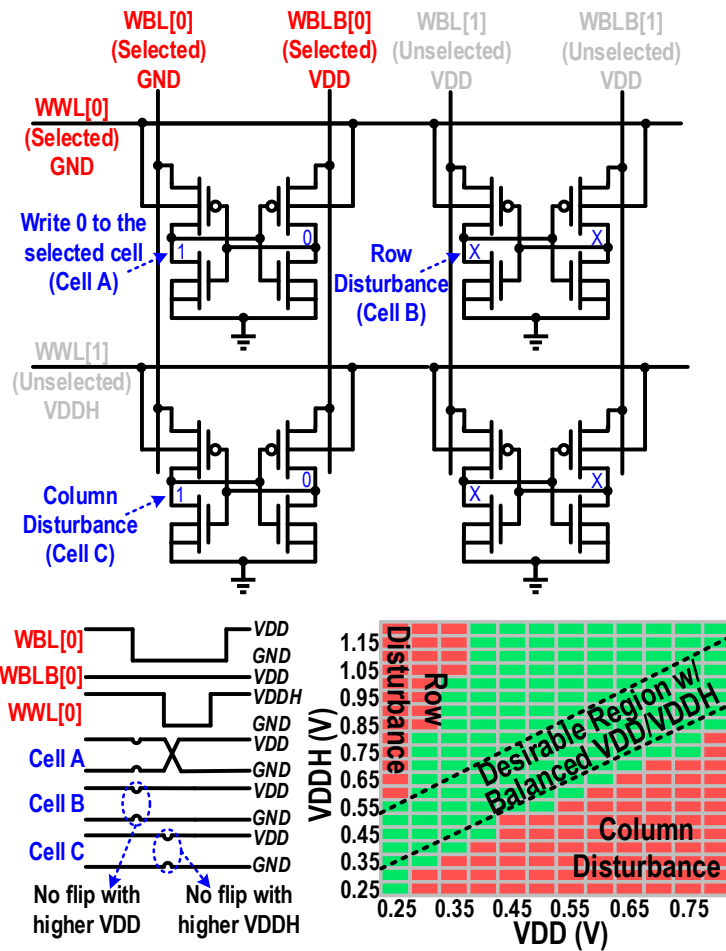 WBL[0]
(Selected)
GND
WBLB[0]
(Selected)
VDD
WBL[1]
(Unselected)
VDD
WBLB[1]
(Unselected)
VDD
WWL[0]
(Selected)
GND
Write 0 to the
selected cell
(Cell A)
1
0
Row
Disturbance
(Cell B)
X
X
WWL[1]
(Unselected)
VDDH
Column
Disturbance
(Cell C)
1
0
X
X
WBL[0]
VDD
GND
WBLB[0]
VDD
WWL[0]
VDDH
GND
Cell A
VDD
GND
Cell B
VDD
GND
Cell C
VDD
GND
No flip with
higher VDD
No flip with
higher VDDH
VDDH (V)
1.15
1.05
0.95
0.85
0.75
0.65
0.55
0.45
0.35
0.25
Row
Disturbance
Desirable Region w/
Balanced VDD/VDDH
Column
Disturbance
0.25 0.35 0.45 0.55 0.65 0.75
VDD (V)